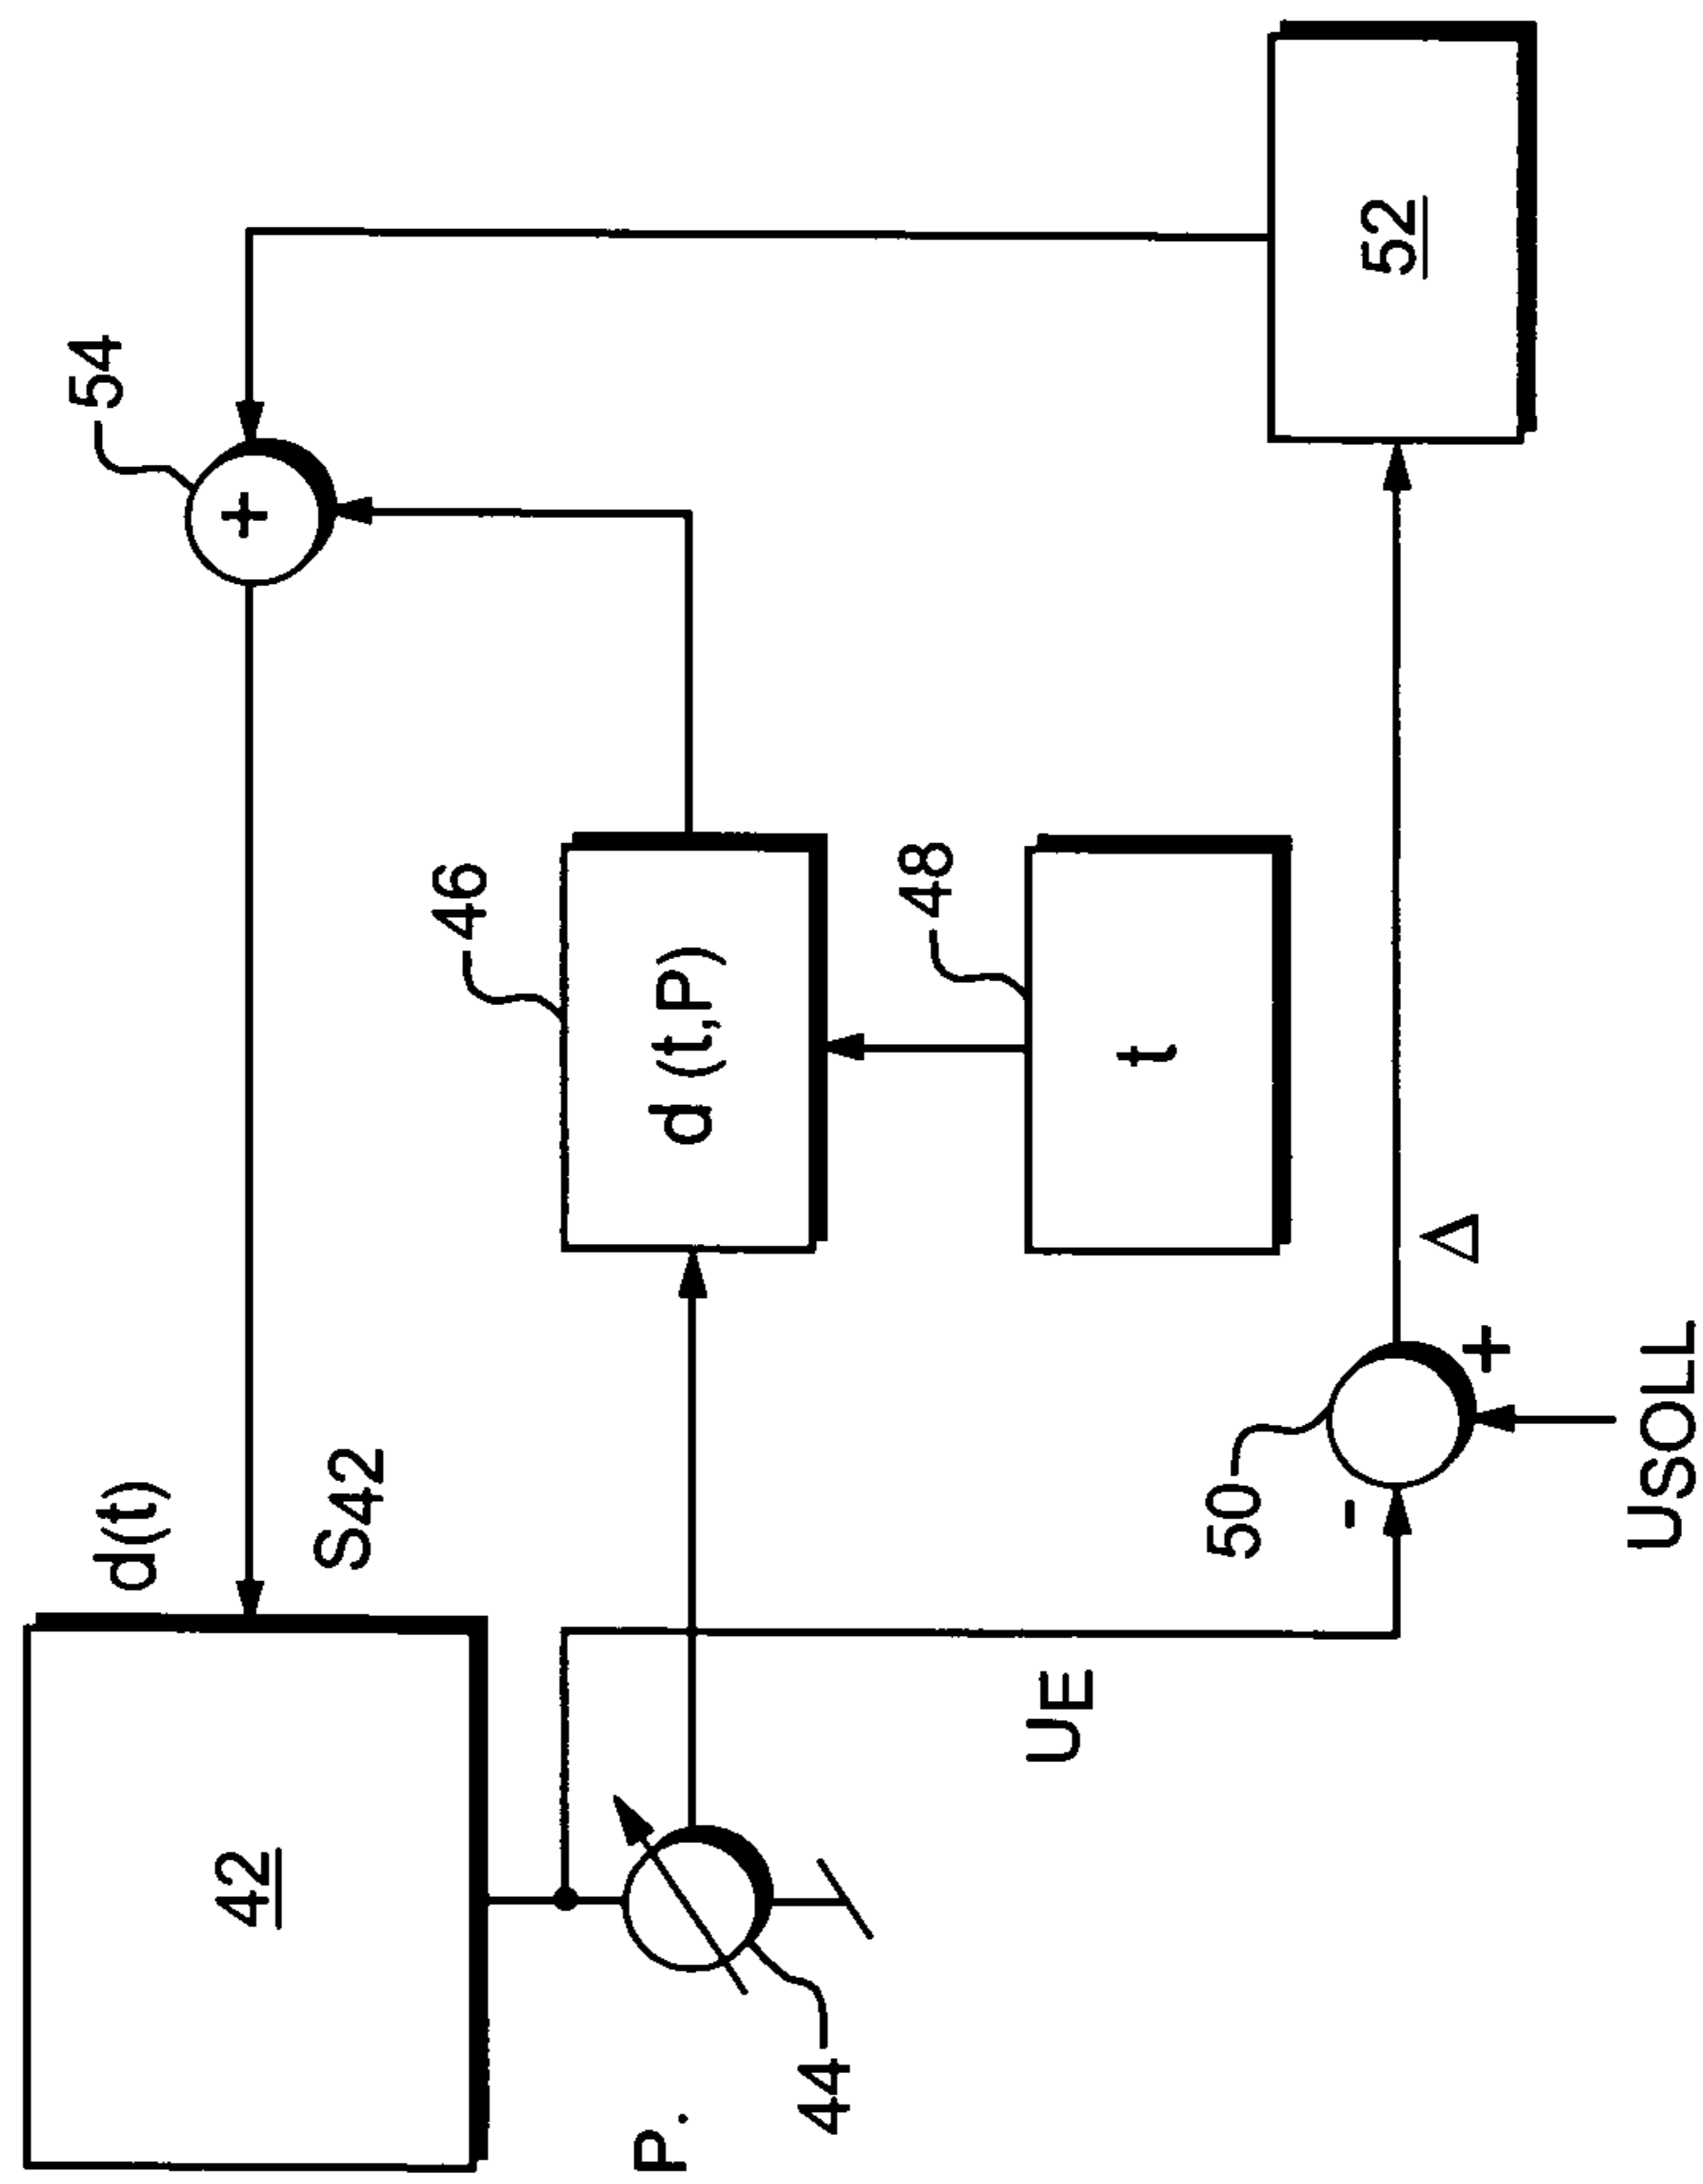 42
d(t)
S42
54
+
P.
44
46
d (t,P)
48
t
UE
50
-
+
Δ
USOLL
52